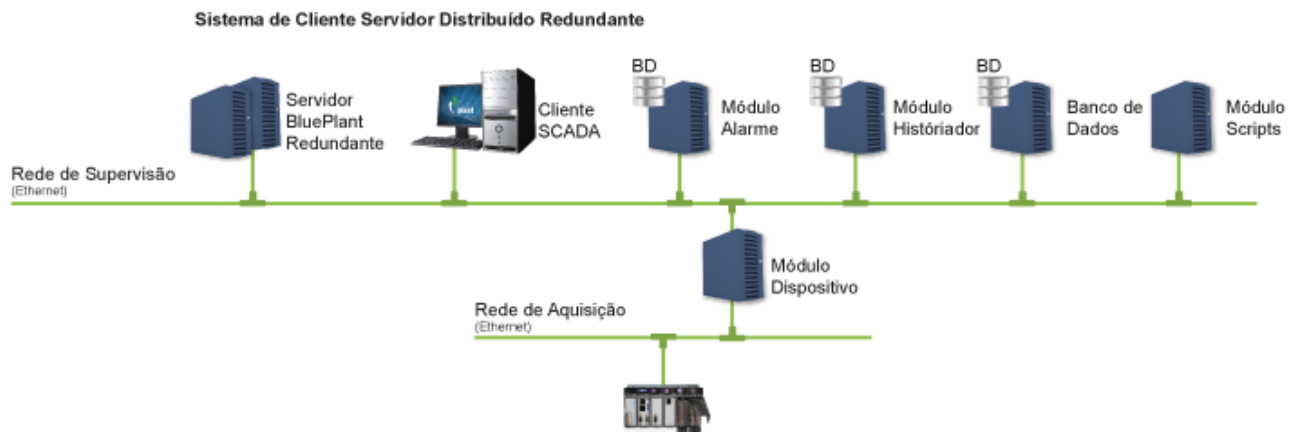 Sistema de Cliente Servidor Distribuído Redundante
Servidor
BluePlant
Redundante
Cliente
SCADA
BD
Módulo
Alarme
BD
Módulo
Históriador
BD
Banco de
Dados
Módulo
Scripts
Rede de Supervisão
(Ethernet)
Módulo
Dispositivo
Rede de Aquisição
(Ethernet)